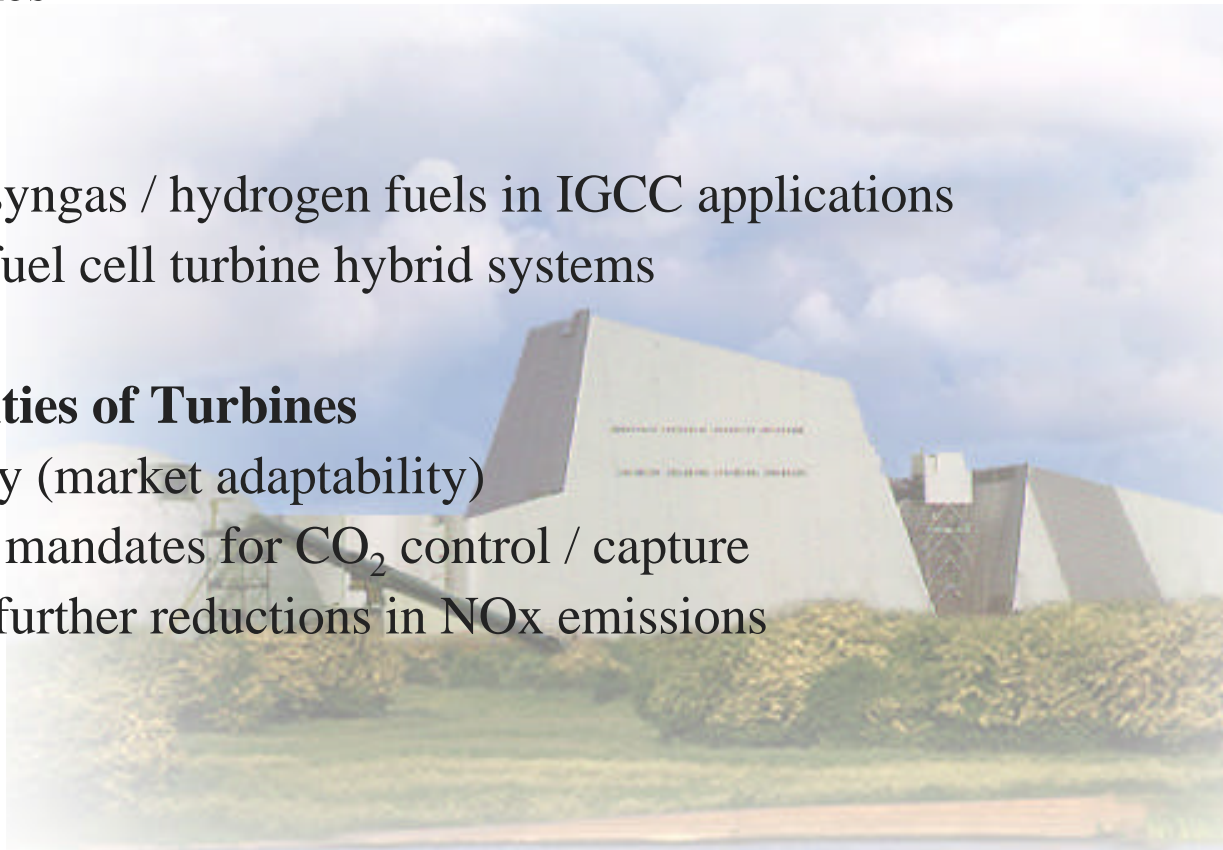 syngas / hydrogen fuels in IGCC applications
fuel cell turbine hybrid systems
ties of Turbines
y (market adaptability)
mandates for CO₂ control / capture
further reductions in NOx emissions